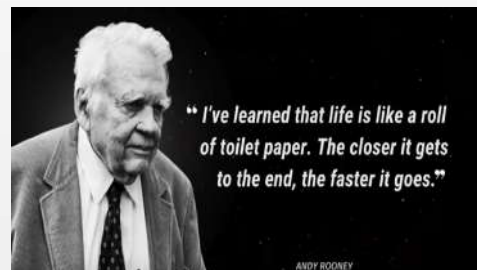 “ I've learned that life is like a roll
of toilet paper. The closer it gets
to the end, the faster it goes.”
ANDY ROONEY